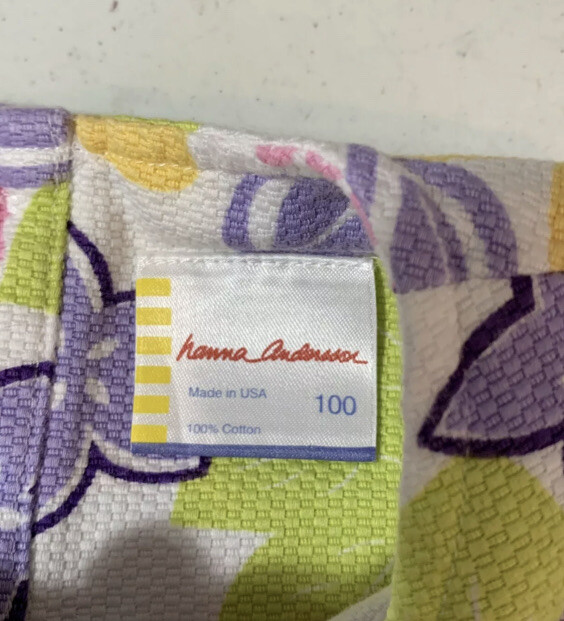 hanna andersson
Made in USA
100
100% Cotton